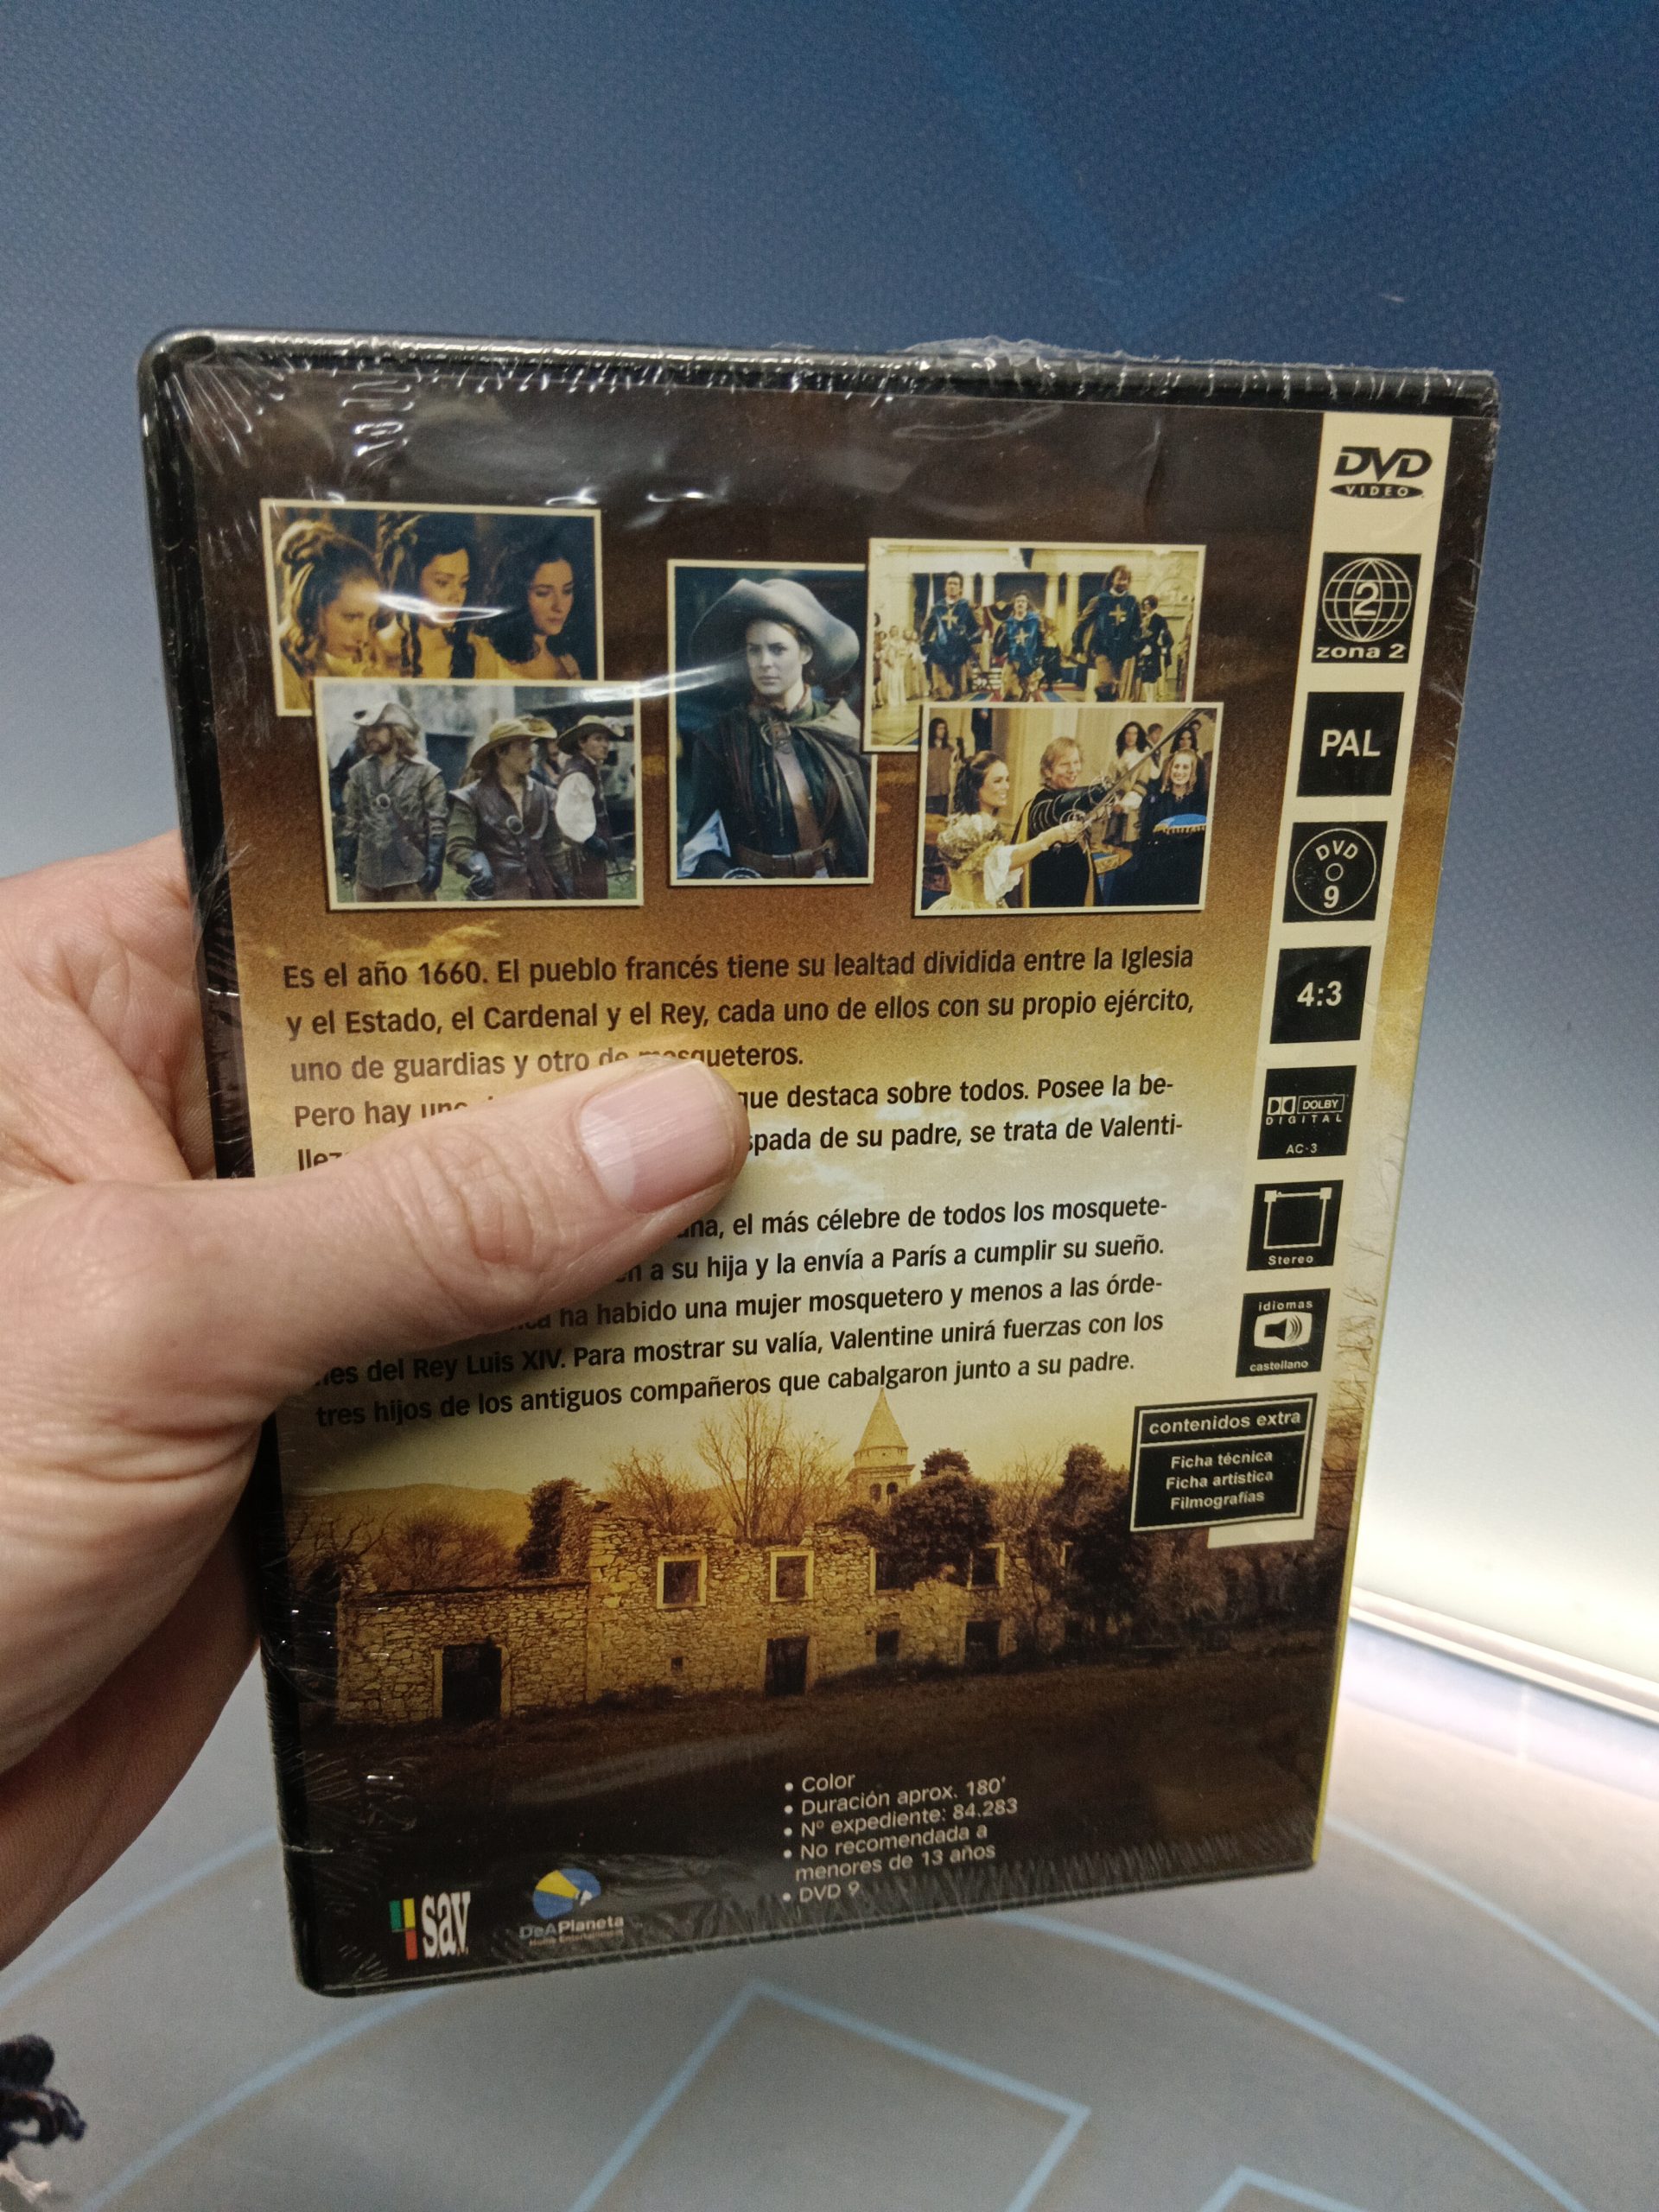 DVD
VIDEO
2
zona 2
PAL
DVD
9
4:3
DOLBY
DIGITAL
AC-3
Stereo
idiomas
castellano
contenidos extra
Ficha técnica
Ficha artística
Filmografías
Es el año 1660. El pueblo francés tiene su lealtad dividida entre la Iglesia
y el Estado, el Cardenal y el Rey, cada uno de ellos con su propio ejército,
uno de guardias y otro de mosqueteros.
Pero hay que destaca sobre todos. Posee la be-
de su padre, se trata de Valenti-
el más célebre de todos los mosquete-
a su hija y la envía a París a cumplir su sueño.
ha habido una mujer mosquetero y menos a las órde-
nes del Rey Luis XIV. Para mostrar su valía, Valentine unirá fuerzas con los
tres hijos de los antiguos compañeros que cabalgaron junto a su padre.
• Color
• Duración aprox. 180'
• Nº expediente: 84.283
• No recomendada a
menores de 13 años
• DVD 9
s.a.v.
DeAPlaneta
Home Entertainment